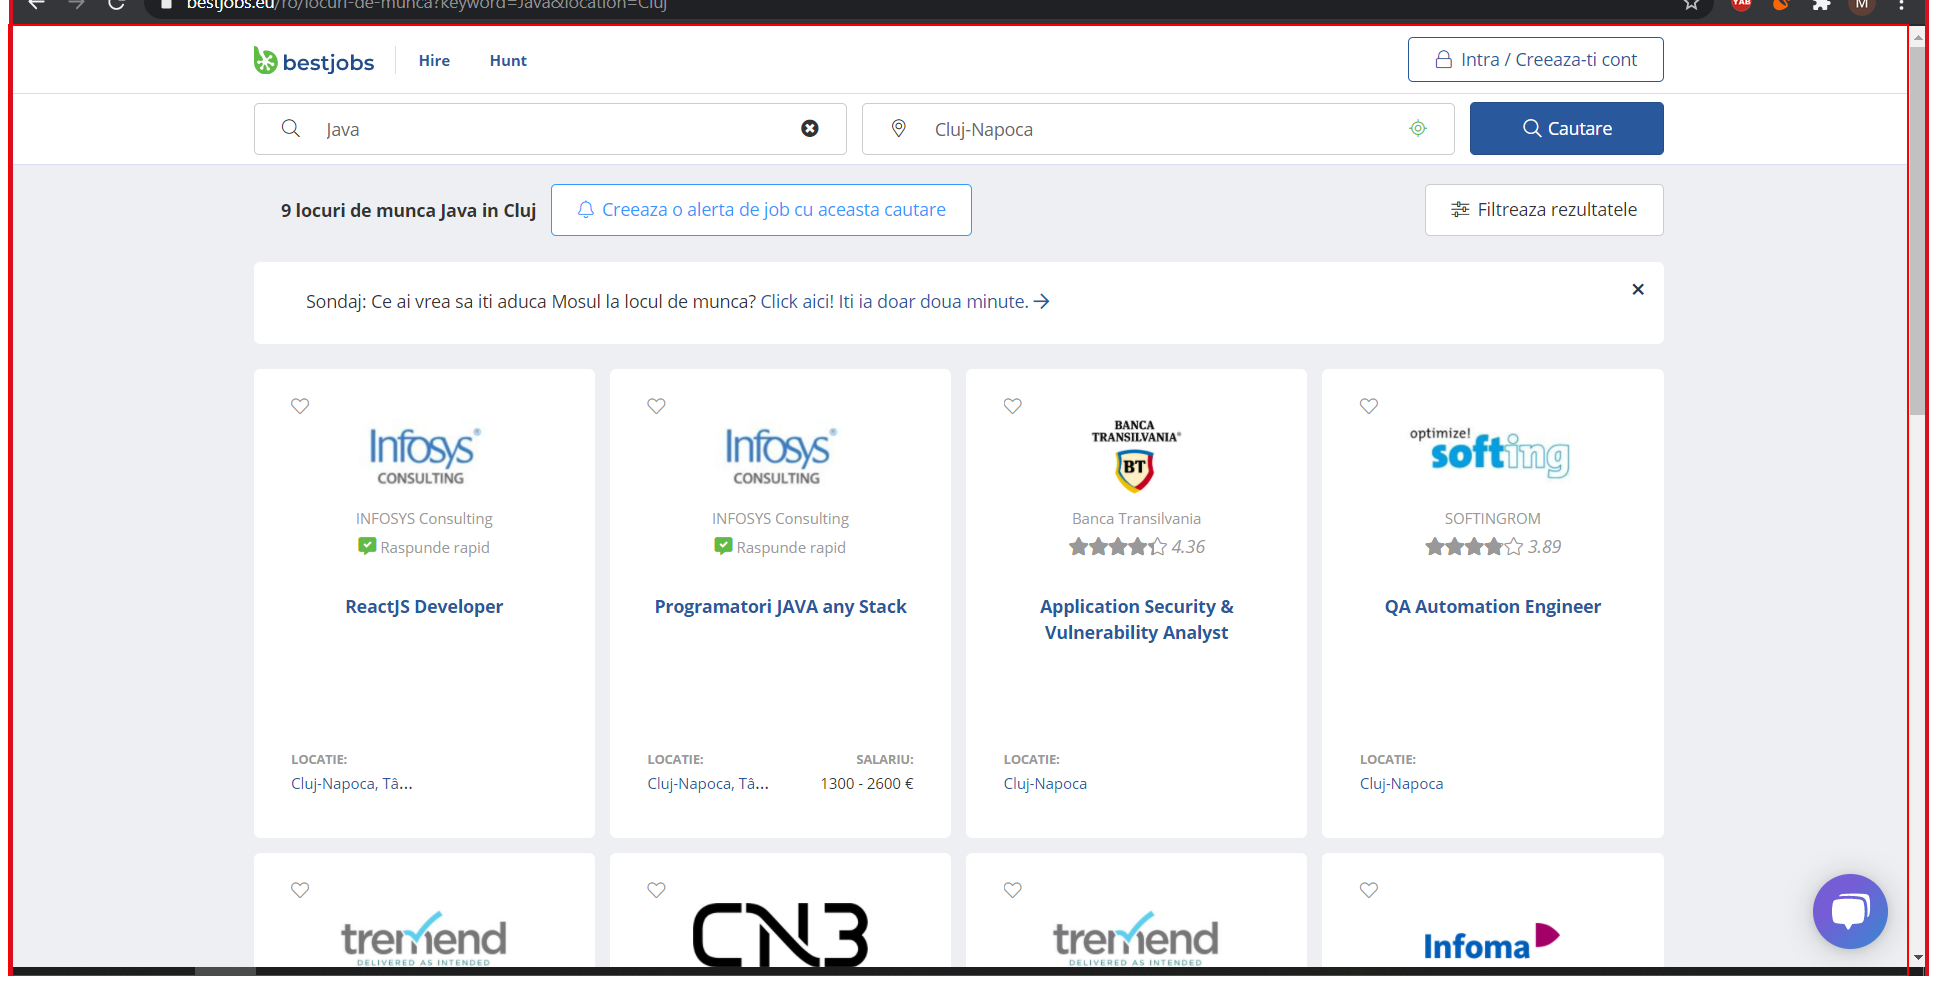 bestjobs.eu/ro/locuri-de-munca?keyword=Java&location=Cluj
YAB
M
bestjobs
Hire
Hunt
Intra / Creeaza-ti cont
Java
Cluj-Napoca
Cautare
9 locuri de munca Java in Cluj
Creeaza o alerta de job cu aceasta cautare
Filtreaza rezultatele
Sondaj: Ce ai vrea sa iti aduca Mosul la locul de munca? Click aici! Iti ia doar doua minute.
Infosys®
CONSULTING
INFOSYS Consulting
Raspunde rapid
ReactJS Developer
LOCATIE:
Cluj-Napoca, Tâ...
Infosys®
CONSULTING
INFOSYS Consulting
Raspunde rapid
Programatori JAVA any Stack
LOCATIE:
SALARIU:
Cluj-Napoca, Tâ...
1300 - 2600 €
BANCA
TRANSILVANIA®
BT
Banca Transilvania
4.36
Application Security &
Vulnerability Analyst
LOCATIE:
Cluj-Napoca
optimize!
softing
SOFTINGROM
3.89
QA Automation Engineer
LOCATIE:
Cluj-Napoca
tremend
DELIVERED AS INTENDED
CN3
tremend
DELIVERED AS INTENDED
Infoma